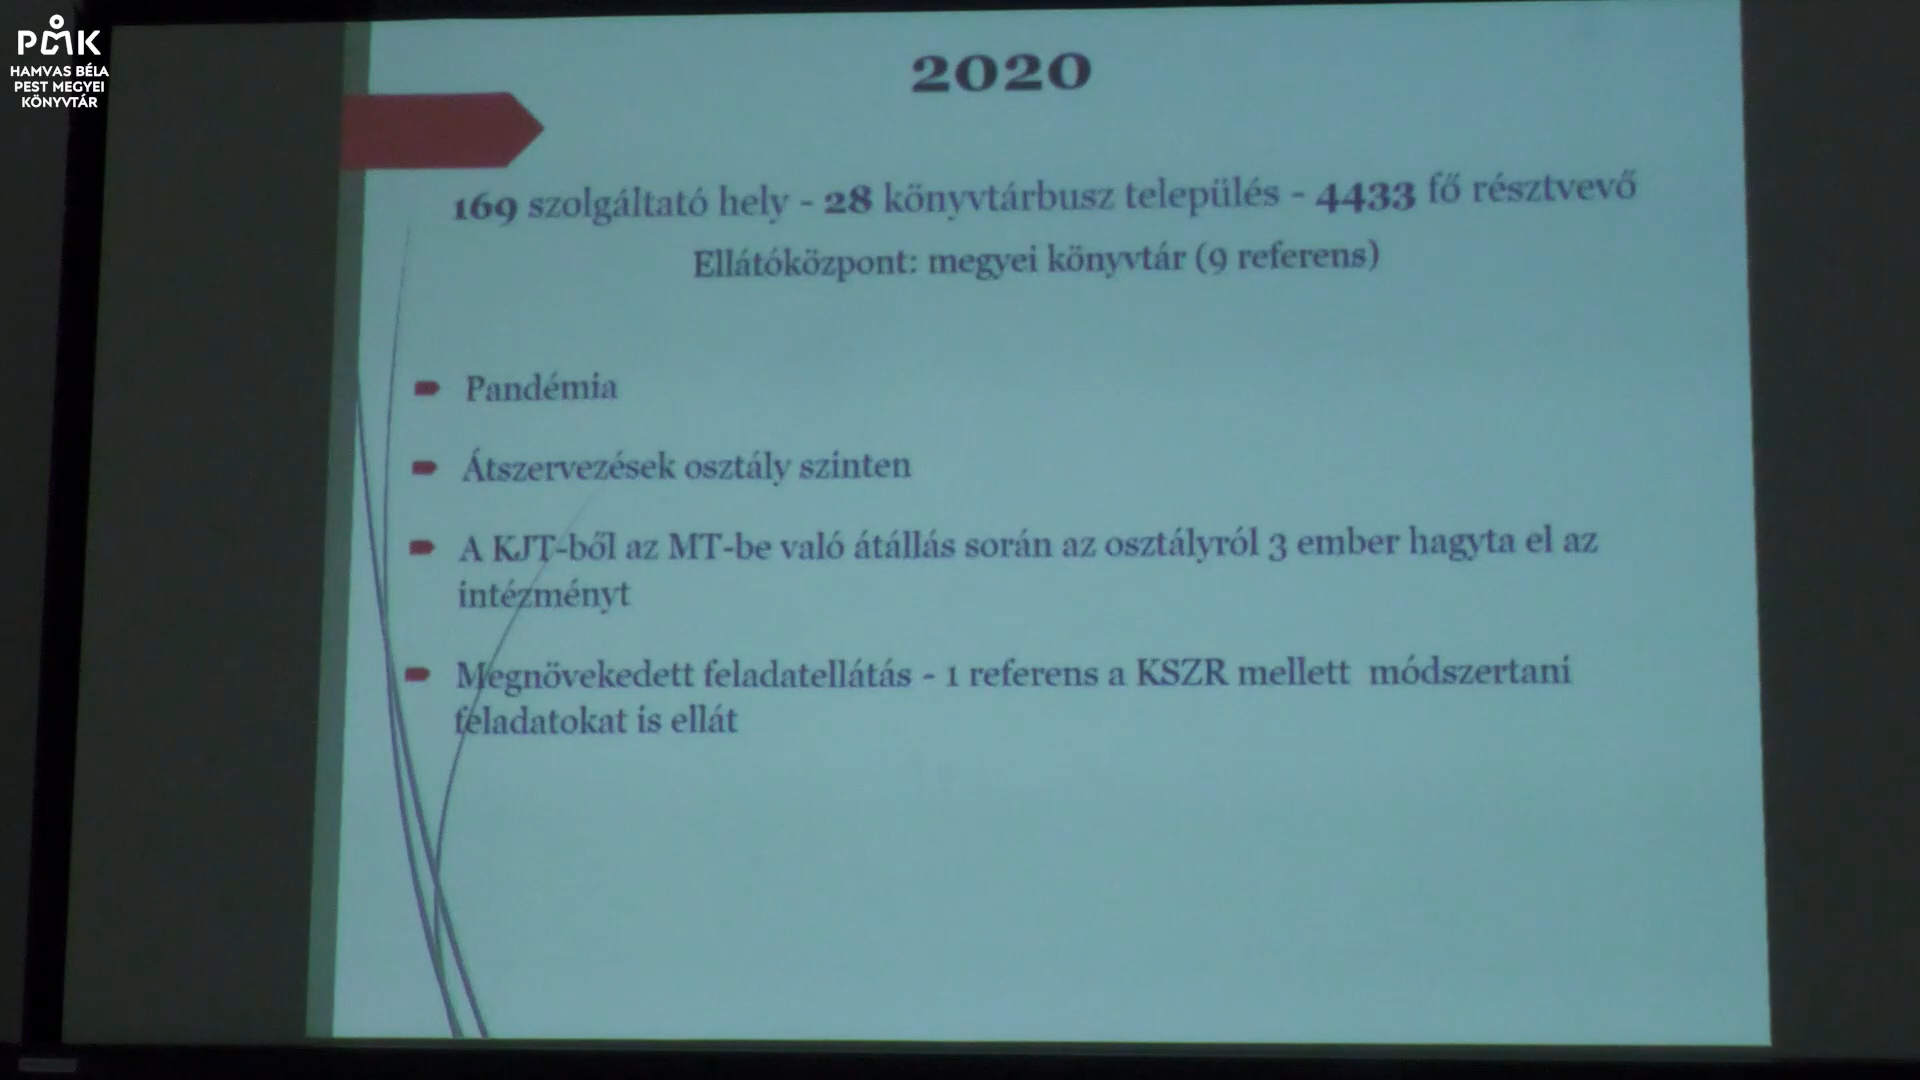 PMK
HAMVAS BÉLA
PEST MEGYEI
KÖNYVTÁR
2020
169 szolgáltató hely - 28 könyvtárbusz település - 4433 fő résztvevő
Ellátóközpont: megyei könyvtár (9 referens)
Pandémia
Átszervezések osztály szinten
A KJT-ből az MT-be való átállás során az osztályról 3 ember hagyta el az
intézményt
Megnövekedett feladatellátás - 1 referens a KSZR mellett módszertani
feladatokat is ellát